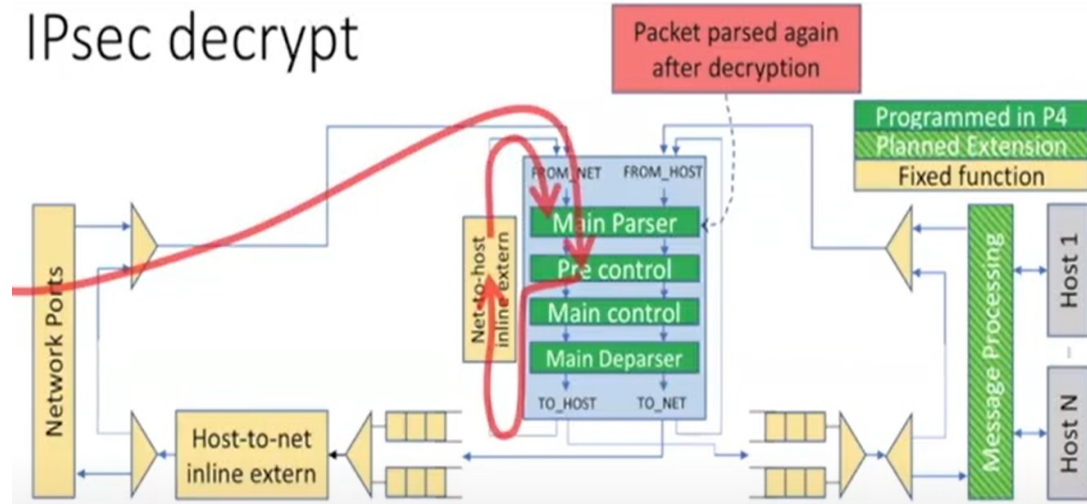 IPsec decrypt
Packet parsed again
after decryption
Programmed in P4
Planned Extension
Fixed function
FROM_NET
FROM_HOST
Main Parser
Pre control
Main control
Main Deparser
TO_HOST
TO_NET
Net-to-host
inline extern
Network Ports
Host-to-net
inline extern
Message Processing
Host 1
Host N